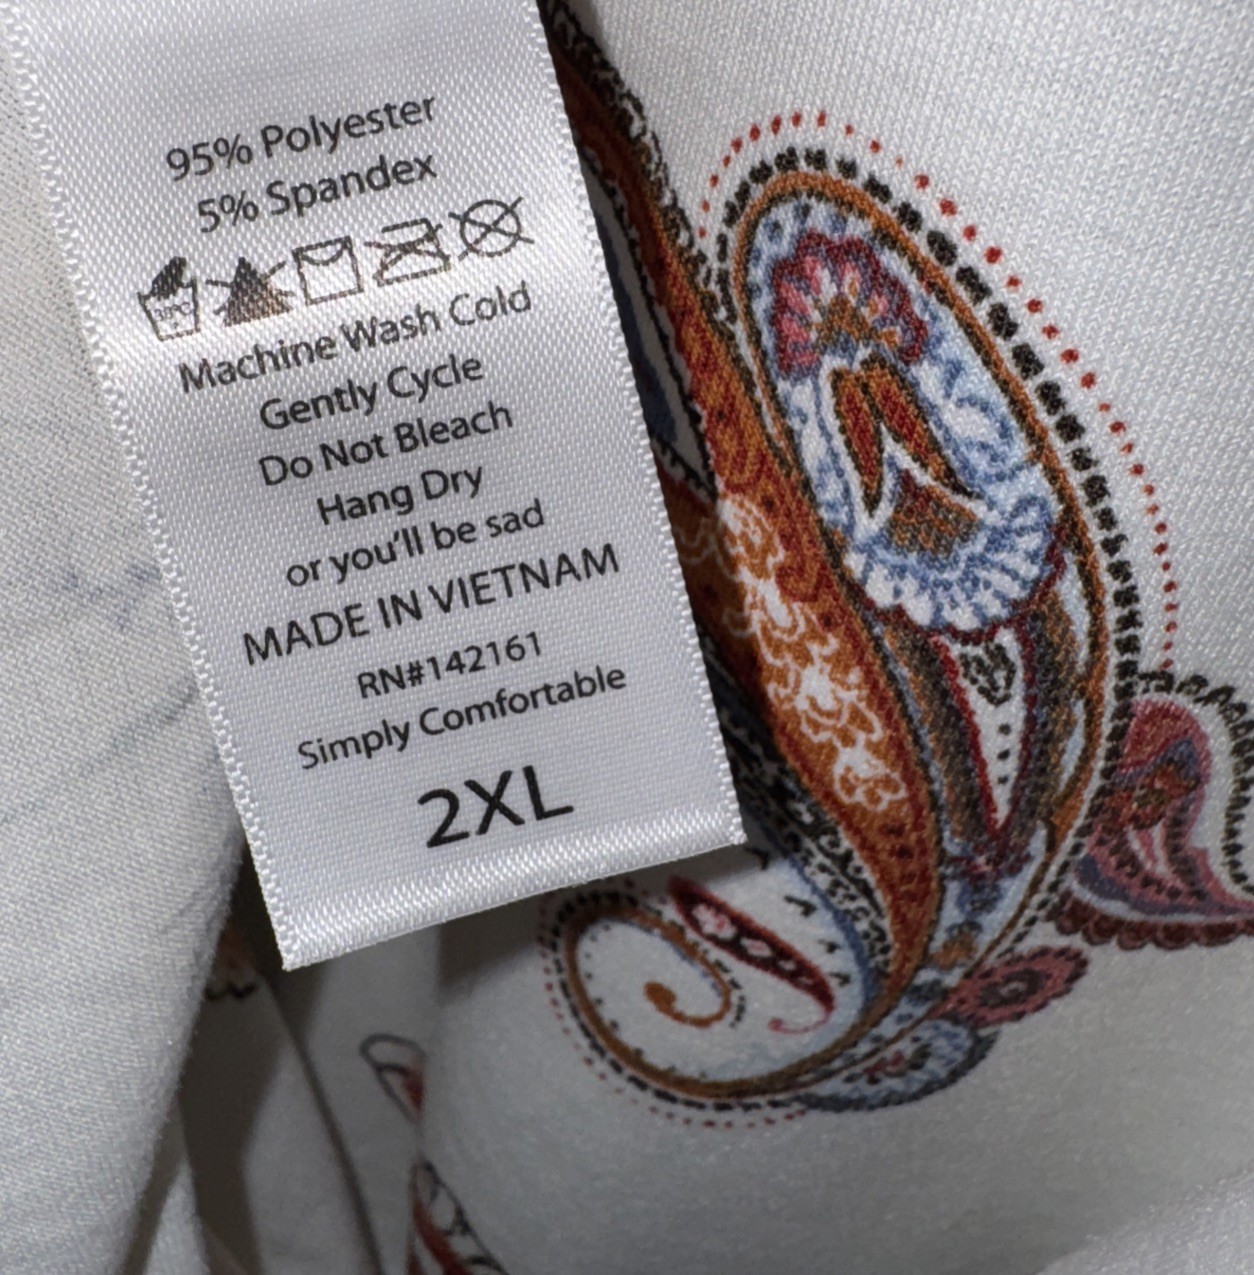 95% Polyester
5% Spandex
30°C
Machine Wash Cold
Gently Cycle
Do Not Bleach
Hang Dry
or you'll be sad
MADE IN VIETNAM
RN#142161
Simply Comfortable
2XL